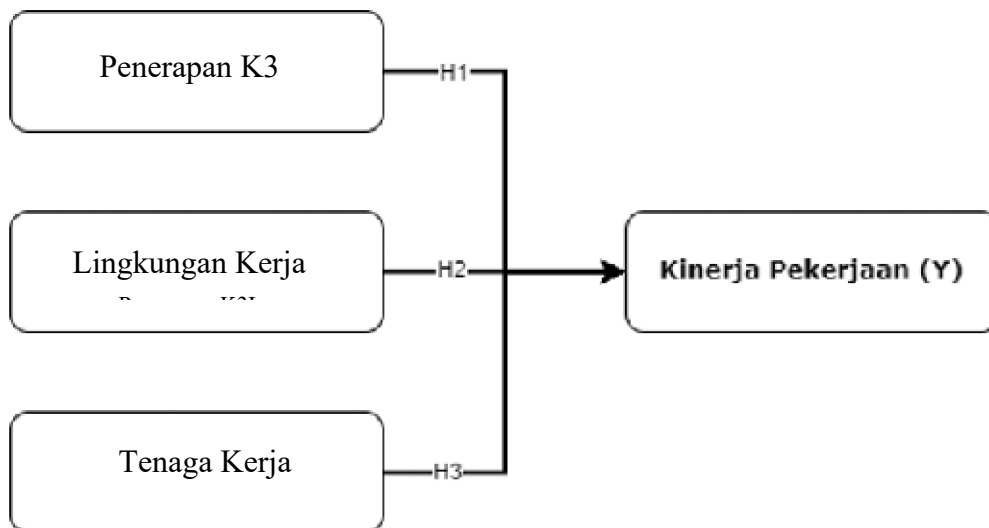 Penerapan K3
H1
Lingkungan Kerja
H2
Kinerja Pekerjaan (Y)
Tenaga Kerja
H3